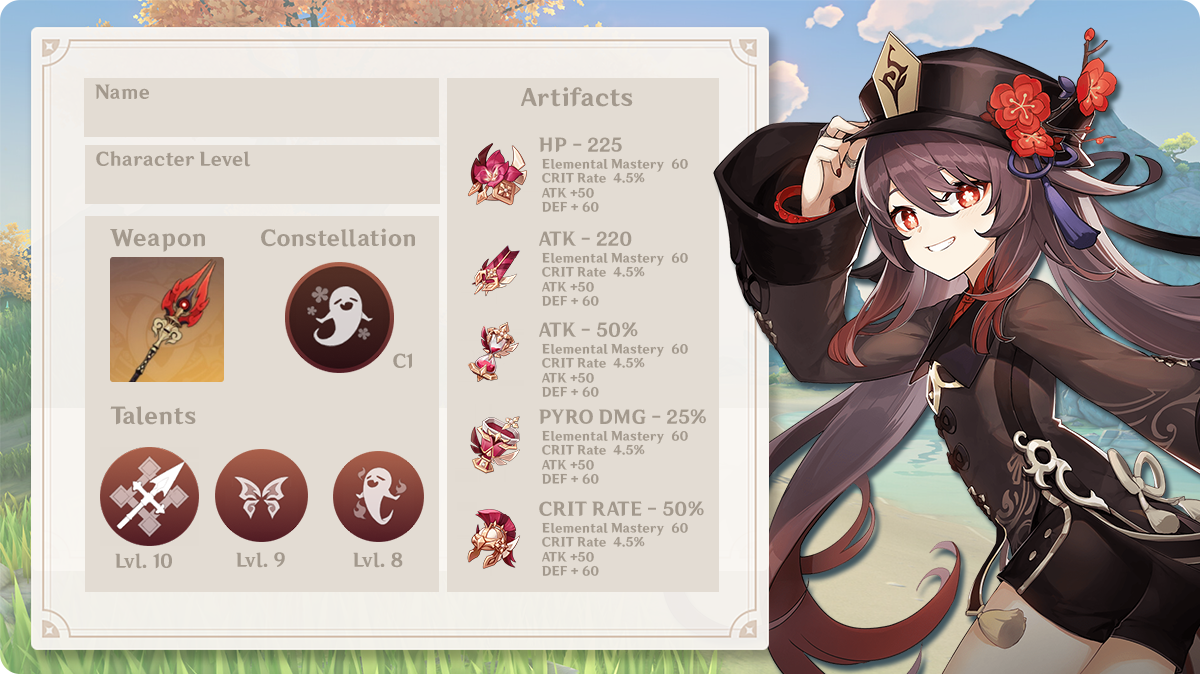 Name
Character Level
Weapon
Constellation
C1
Talents
Lvl. 10
Lvl. 9
Lvl. 8
Artifacts
HP - 225
Elemental Mastery 60
CRIT Rate 4.5%
ATK +50
DEF + 60
ATK - 220
Elemental Mastery 60
CRIT Rate 4.5%
ATK +50
DEF + 60
ATK - 50%
Elemental Mastery 60
CRIT Rate 4.5%
ATK +50
DEF + 60
PYRO DMG - 25%
Elemental Mastery 60
CRIT Rate 4.5%
ATK +50
DEF + 60
CRIT RATE - 50%
Elemental Mastery 60
CRIT Rate 4.5%
ATK +50
DEF + 60